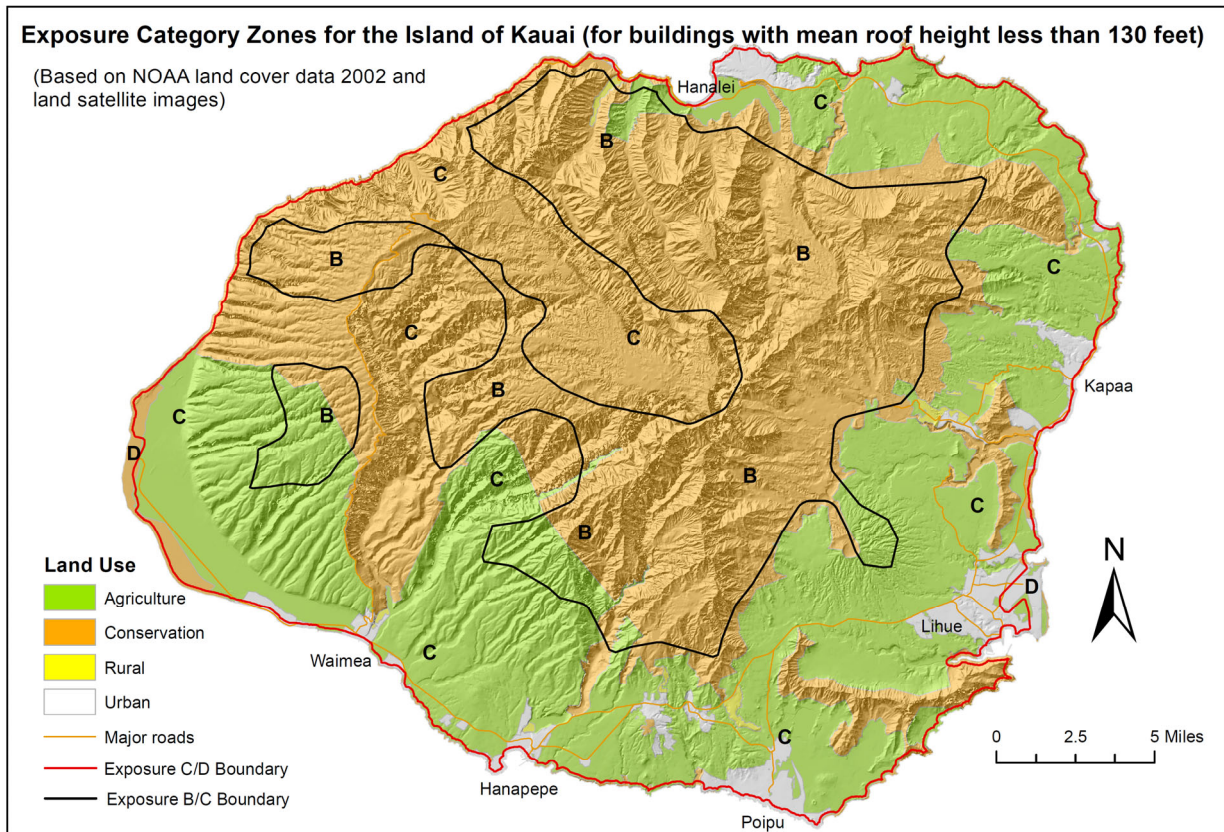 Exposure Category Zones for the Island of Kauai (for buildings with mean roof height less than 130 feet)
(Based on NOAA land cover data 2002 and
land satellite images)
Hanalei
C
B
C
B
B
C
C
C
B
Kapaa
B
C
D
B
C
B
C
B
N
Land Use
Agriculture
Conservation
Rural
Urban
Major roads
Exposure C/D Boundary
Exposure B/C Boundary
D
Lihue
Waimea
C
C
0 2.5 5 Miles
Hanapepe
Poipu